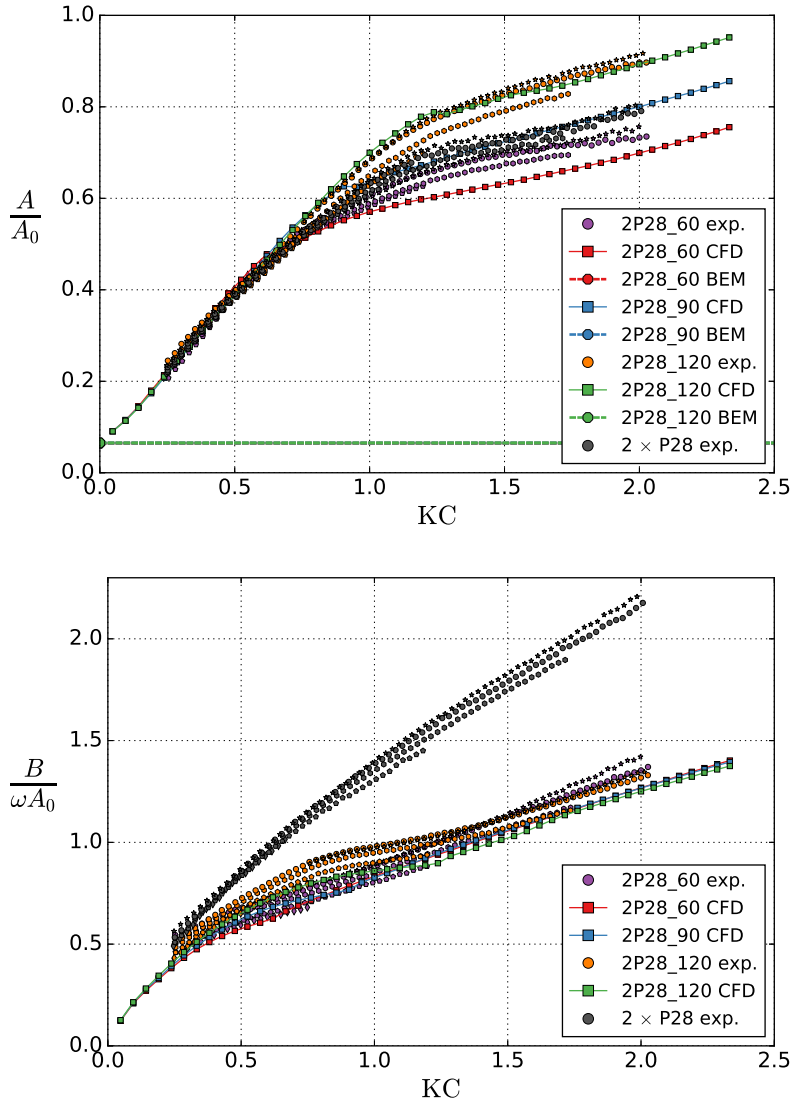 1.0
0.8
0.6
0.4
0.2
0.0
A
A0
2P28_60 exp.
2P28_60 CFD
2P28_60 BEM
2P28_90 CFD
2P28_90 BEM
2P28_120 exp.
2P28_120 CFD
2P28_120 BEM
2 × P28 exp.
0.0 0.5 1.0 1.5 2.0 2.5
KC
2.0
1.5
1.0
0.5
0.0
B
ωA0
2P28_60 exp.
2P28_60 CFD
2P28_90 CFD
2P28_120 exp.
2P28_120 CFD
2 × P28 exp.
0.0 0.5 1.0 1.5 2.0 2.5
KC